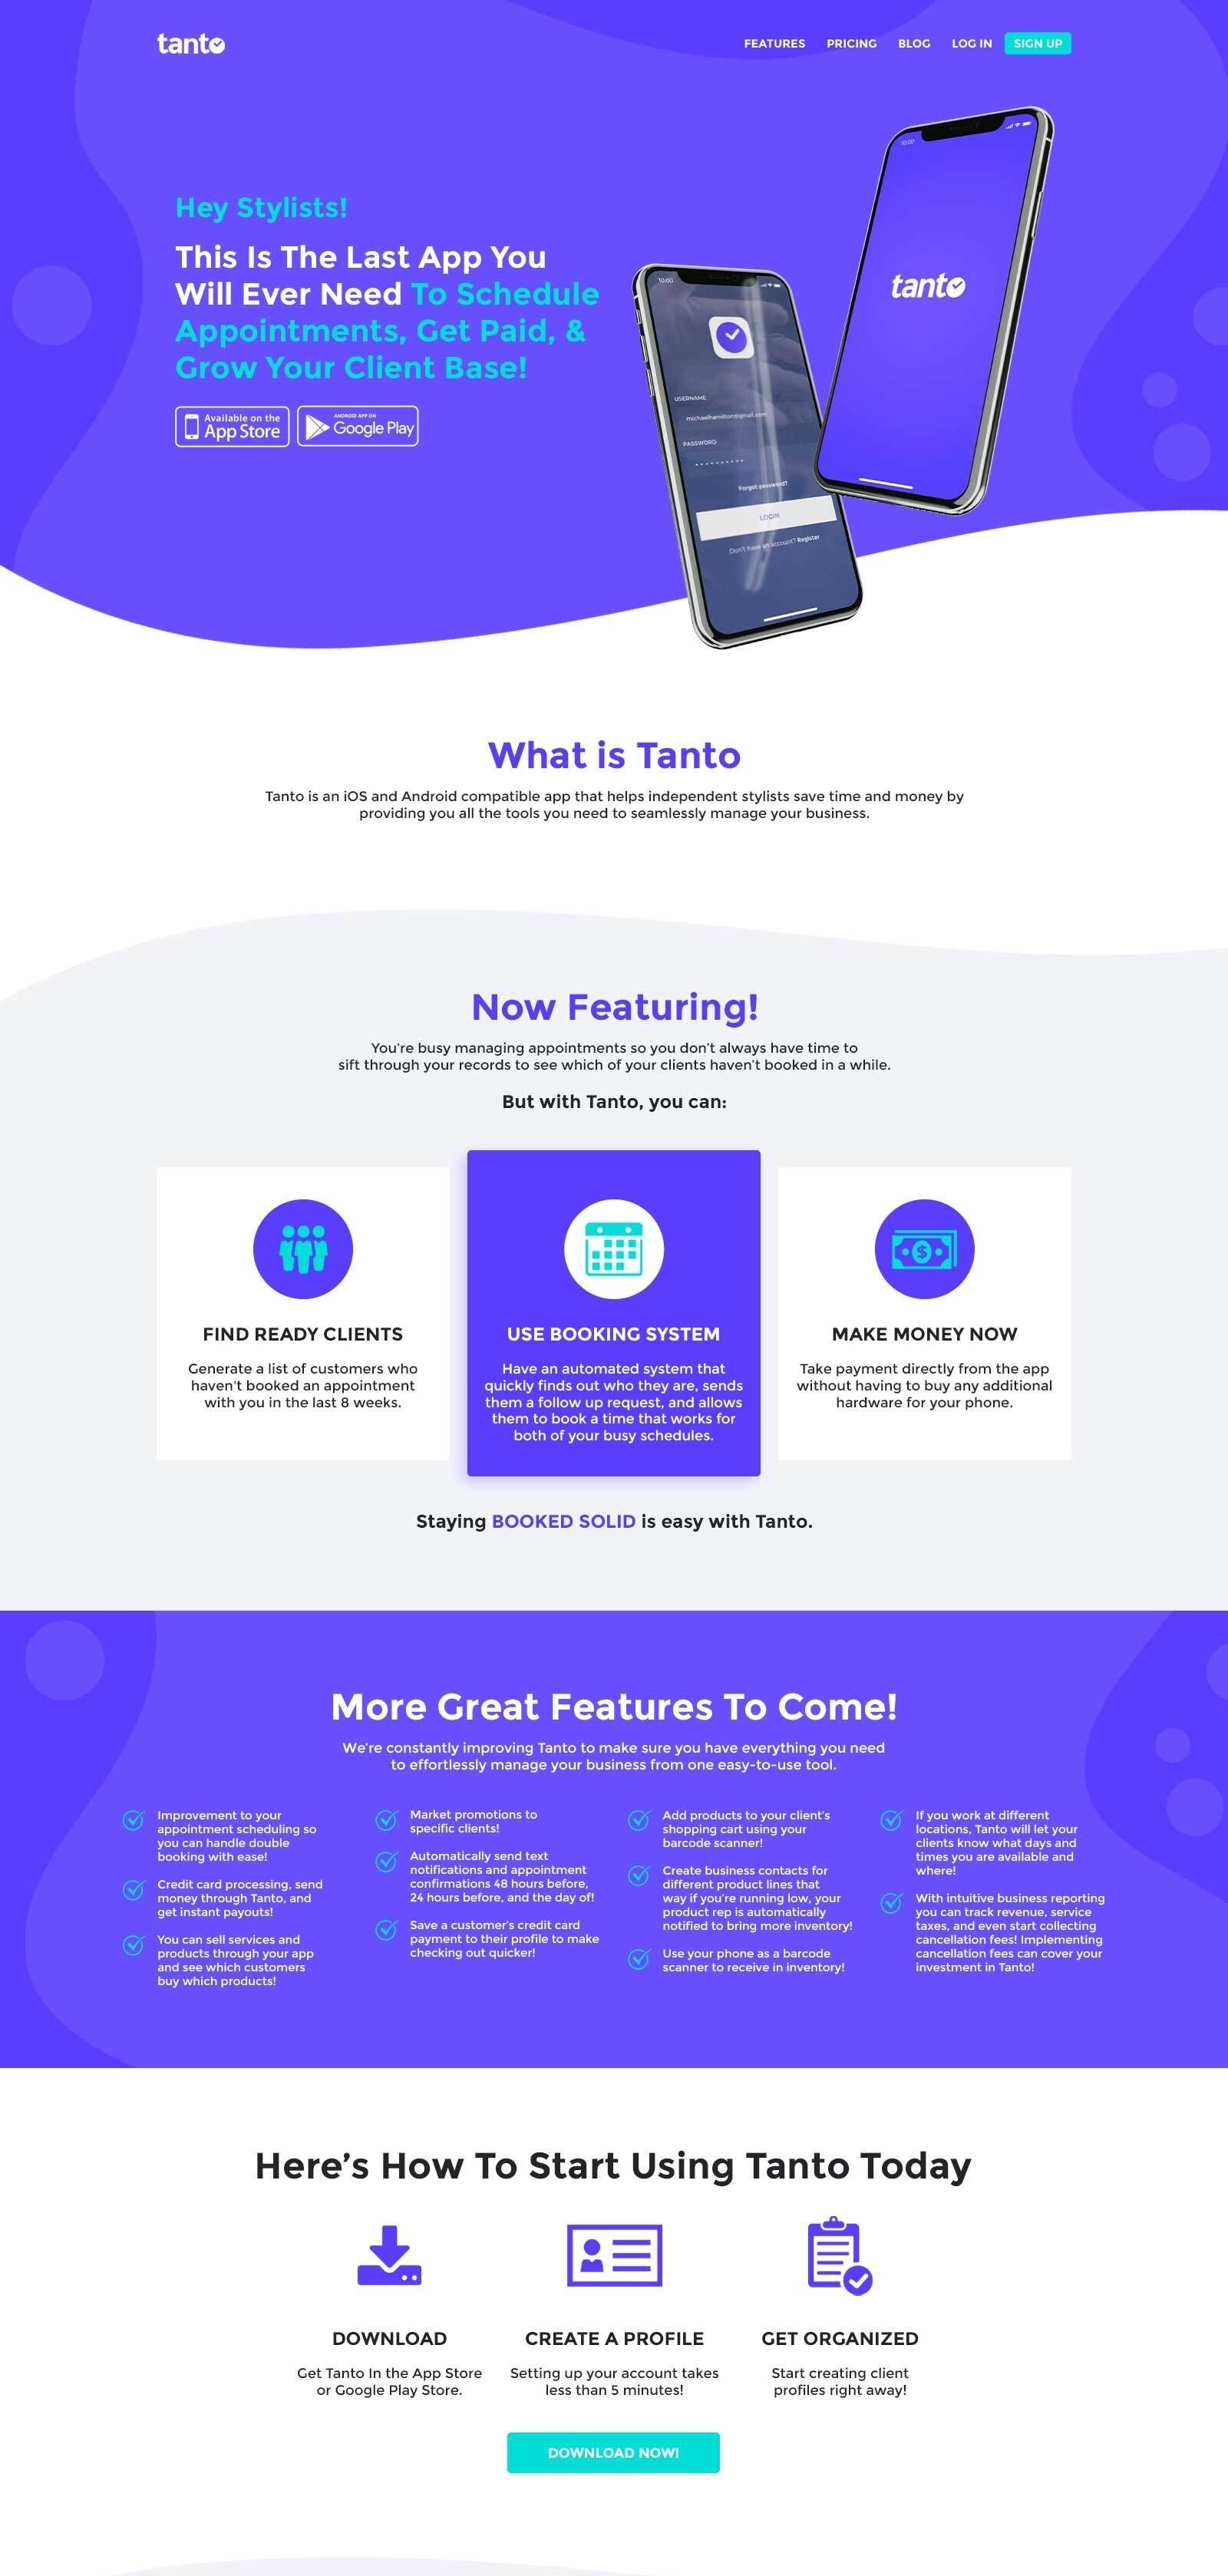 tanto
FEATURES PRICING BLOG LOG IN SIGN UP
Hey Stylists!
This Is The Last App You
Will Ever Need To Schedule
Appointments, Get Paid, &
Grow Your Client Base!
Available on the
App Store
ANDROID APP ON
Google Play
10:00
tanto
10:00
USERNAME
michaelhamilton@gmail.com
PASSWORD
Forgot password?
LOGIN
Don't have an account? Register
What is Tanto
Tanto is an iOS and Android compatible app that helps independent stylists save time and money by
providing you all the tools you need to seamlessly manage your business.
Now Featuring!
You're busy managing appointments so you don't always have time to
sift through your records to see which of your clients haven't booked in a while.
But with Tanto, you can:
FIND READY CLIENTS
Generate a list of customers who
haven't booked an appointment
with you in the last 8 weeks.
USE BOOKING SYSTEM
Have an automated system that
quickly finds out who they are, sends
them a follow up request, and allows
them to book a time that works for
both of your busy schedules.
$
MAKE MONEY NOW
Take payment directly from the app
without having to buy any additional
hardware for your phone.
Staying BOOKED SOLID is easy with Tanto.
More Great Features To Come!
We're constantly improving Tanto to make sure you have everything you need
to effortlessly manage your business from one easy-to-use tool.
Improvement to your
appointment scheduling so
you can handle double
booking with ease!
Credit card processing, send
money through Tanto, and
get instant payouts!
You can sell services and
products through your app
and see which customers
buy which products!
Market promotions to
specific clients!
Automatically send text
notifications and appointment
confirmations 48 hours before,
24 hours before, and the day of!
Save a customer's credit card
payment to their profile to make
checking out quicker!
Add products to your client's
shopping cart using your
barcode scanner!
Create business contacts for
different product lines that
way if you're running low, your
product rep is automatically
notified to bring more inventory!
Use your phone as a barcode
scanner to receive in inventory!
If you work at different
locations, Tanto will let your
clients know what days and
times you are available and
where!
With intuitive business reporting
you can track revenue, service
taxes, and even start collecting
cancellation fees! Implementing
cancellation fees can cover your
investment in Tanto!
Here's How To Start Using Tanto Today
DOWNLOAD
Get Tanto In the App Store
or Google Play Store.
CREATE A PROFILE
Setting up your account takes
less than 5 minutes!
GET ORGANIZED
Start creating client
profiles right away!
DOWNLOAD NOW!